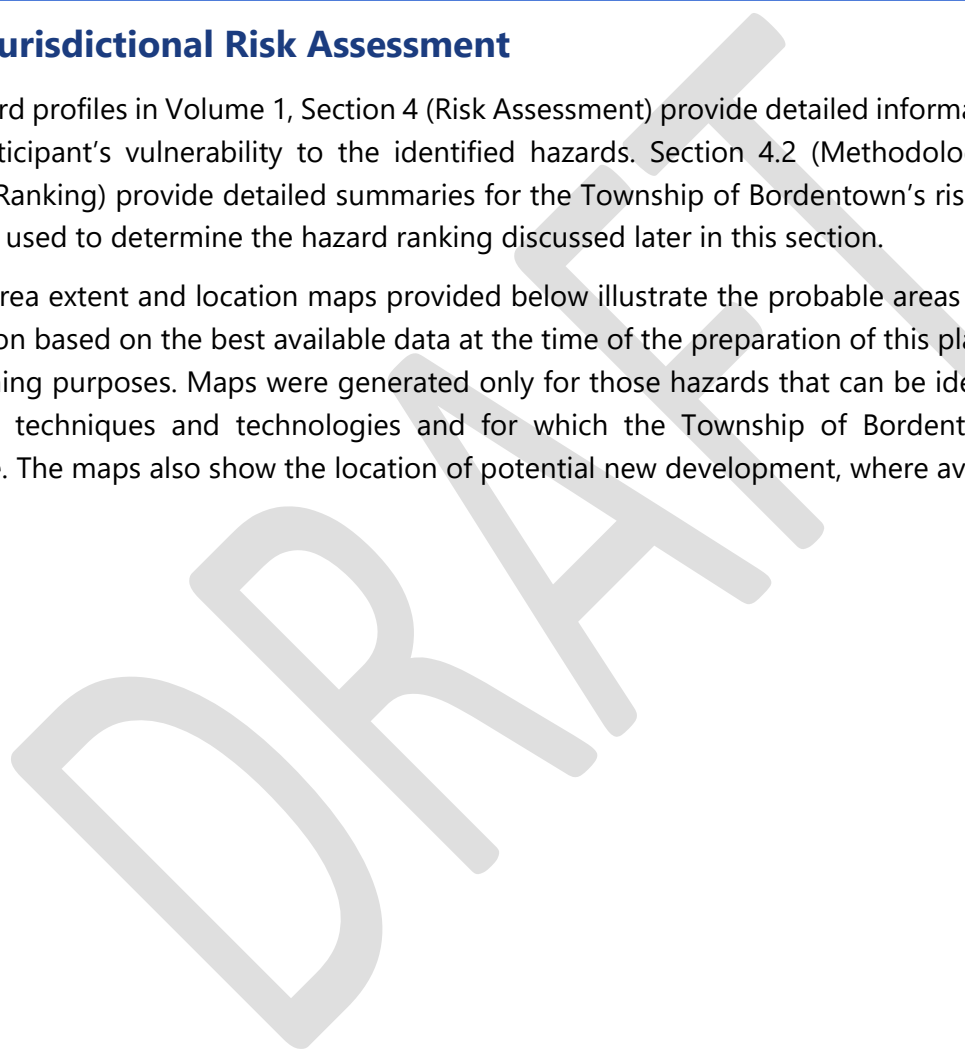 urisdictional Risk Assessment
rd profiles in Volume 1, Section 4 (Risk Assessment) provide detailed informa
ticipant’s vulnerability to the identified hazards. Section 4.2 (Methodolo
Ranking) provide detailed summaries for the Township of Bordentown’s ris
used to determine the hazard ranking discussed later in this section.
rea extent and location maps provided below illustrate the probable areas
on based on the best available data at the time of the preparation of this pla
ning purposes. Maps were generated only for those hazards that can be ide
techniques and technologies and for which the Township of Bordent
. The maps also show the location of potential new development, where av
DRAFT